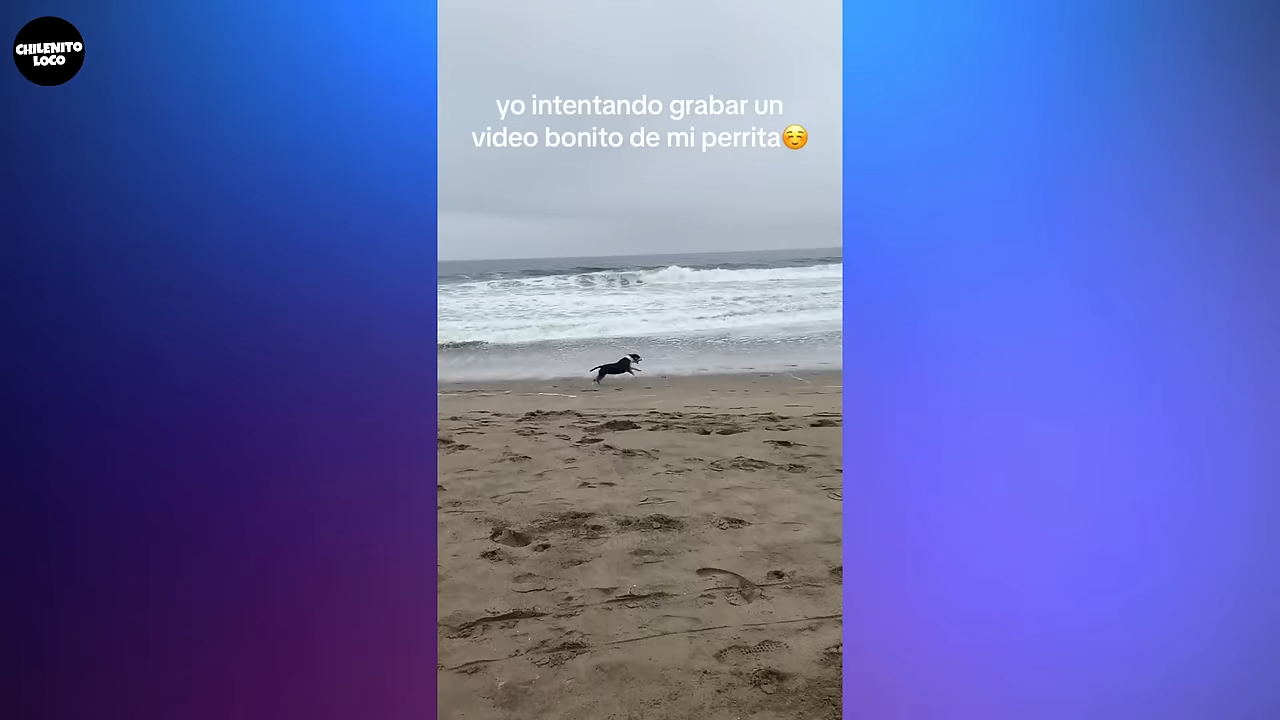 CHILENITO
LOCO
yo intentando grabar un
video bonito de mi perrita☺️